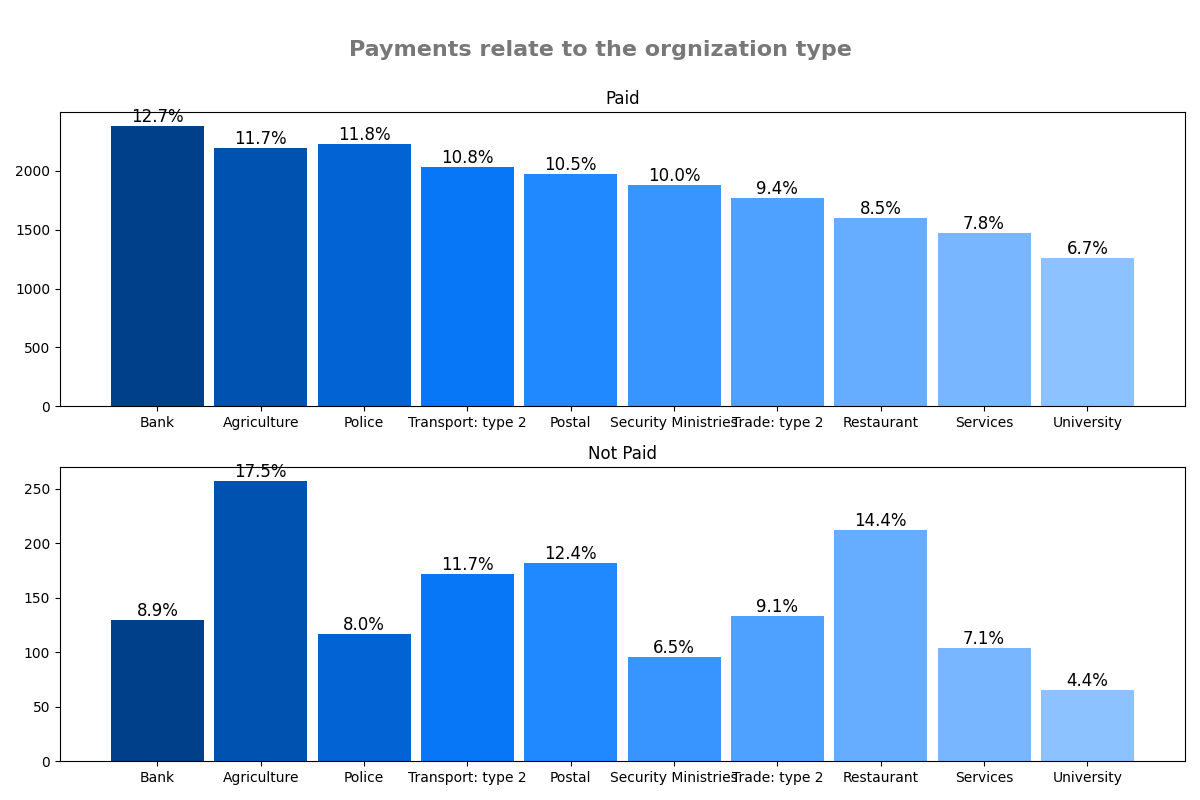 Payments relate to the orgnization type
Paid
12.7%
11.7%
11.8%
10.8%
10.5%
10.0%
9.4%
8.5%
7.8%
6.7%
2000
1500
1000
500
0
Bank
Agriculture
Police
Transport: type 2
Postal
Security Ministries
Trade: type 2
Restaurant
Services
University
Not Paid
8.9%
17.5%
8.0%
11.7%
12.4%
6.5%
9.1%
14.4%
7.1%
4.4%
250
200
150
100
50
0
Bank
Agriculture
Police
Transport: type 2
Postal
Security Ministries
Trade: type 2
Restaurant
Services
University